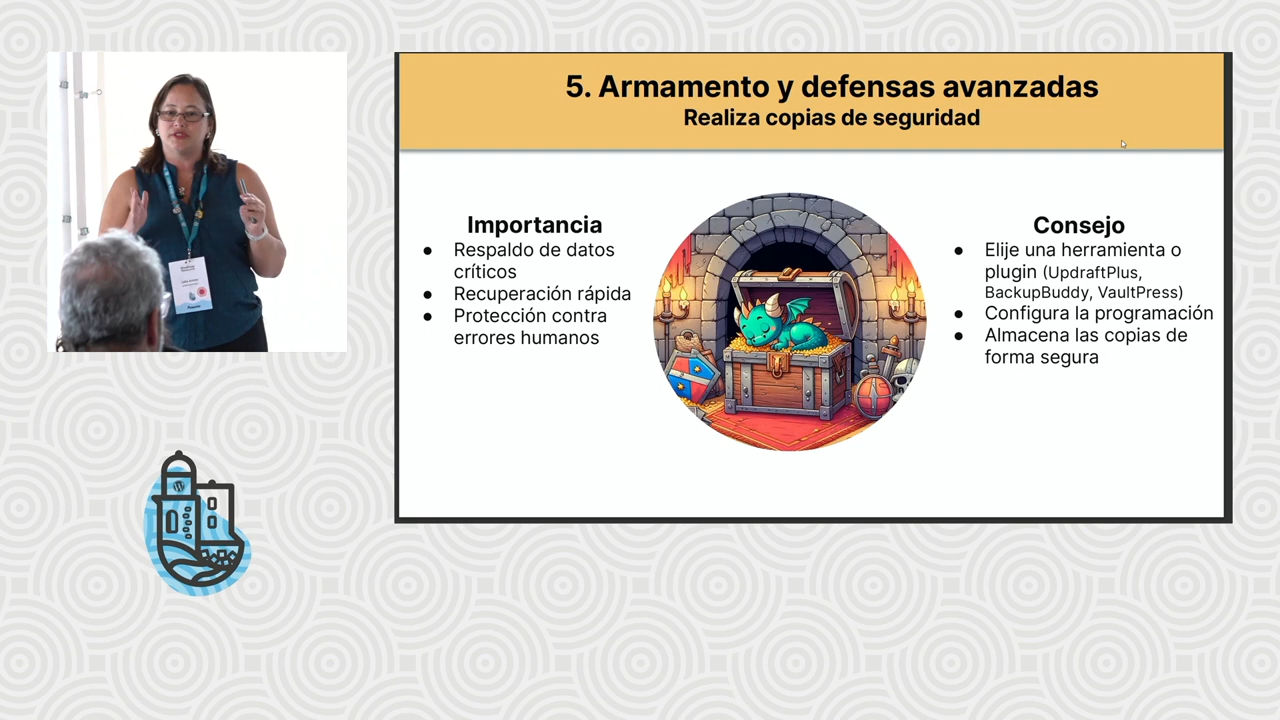 5. Armamento y defensas avanzadas
Realiza copias de seguridad
Importancia
● Respaldo de datos
críticos
● Recuperación rápida
● Protección contra
errores humanos
Consejo
● Elije una herramienta o
plugin (UpdraftPlus,
BackupBuddy, VaultPress)
● Configura la programación
● Almacena las copias de
forma segura